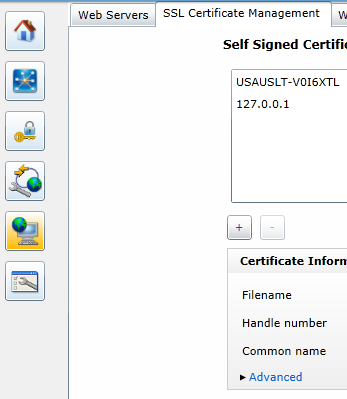 Web Servers
SSL Certificate Management
W
Self Signed Certific
USAUSLT-V0I6XTL
127.0.0.1
+
-
Certificate Inform
Filename
Handle number
Common name
Advanced